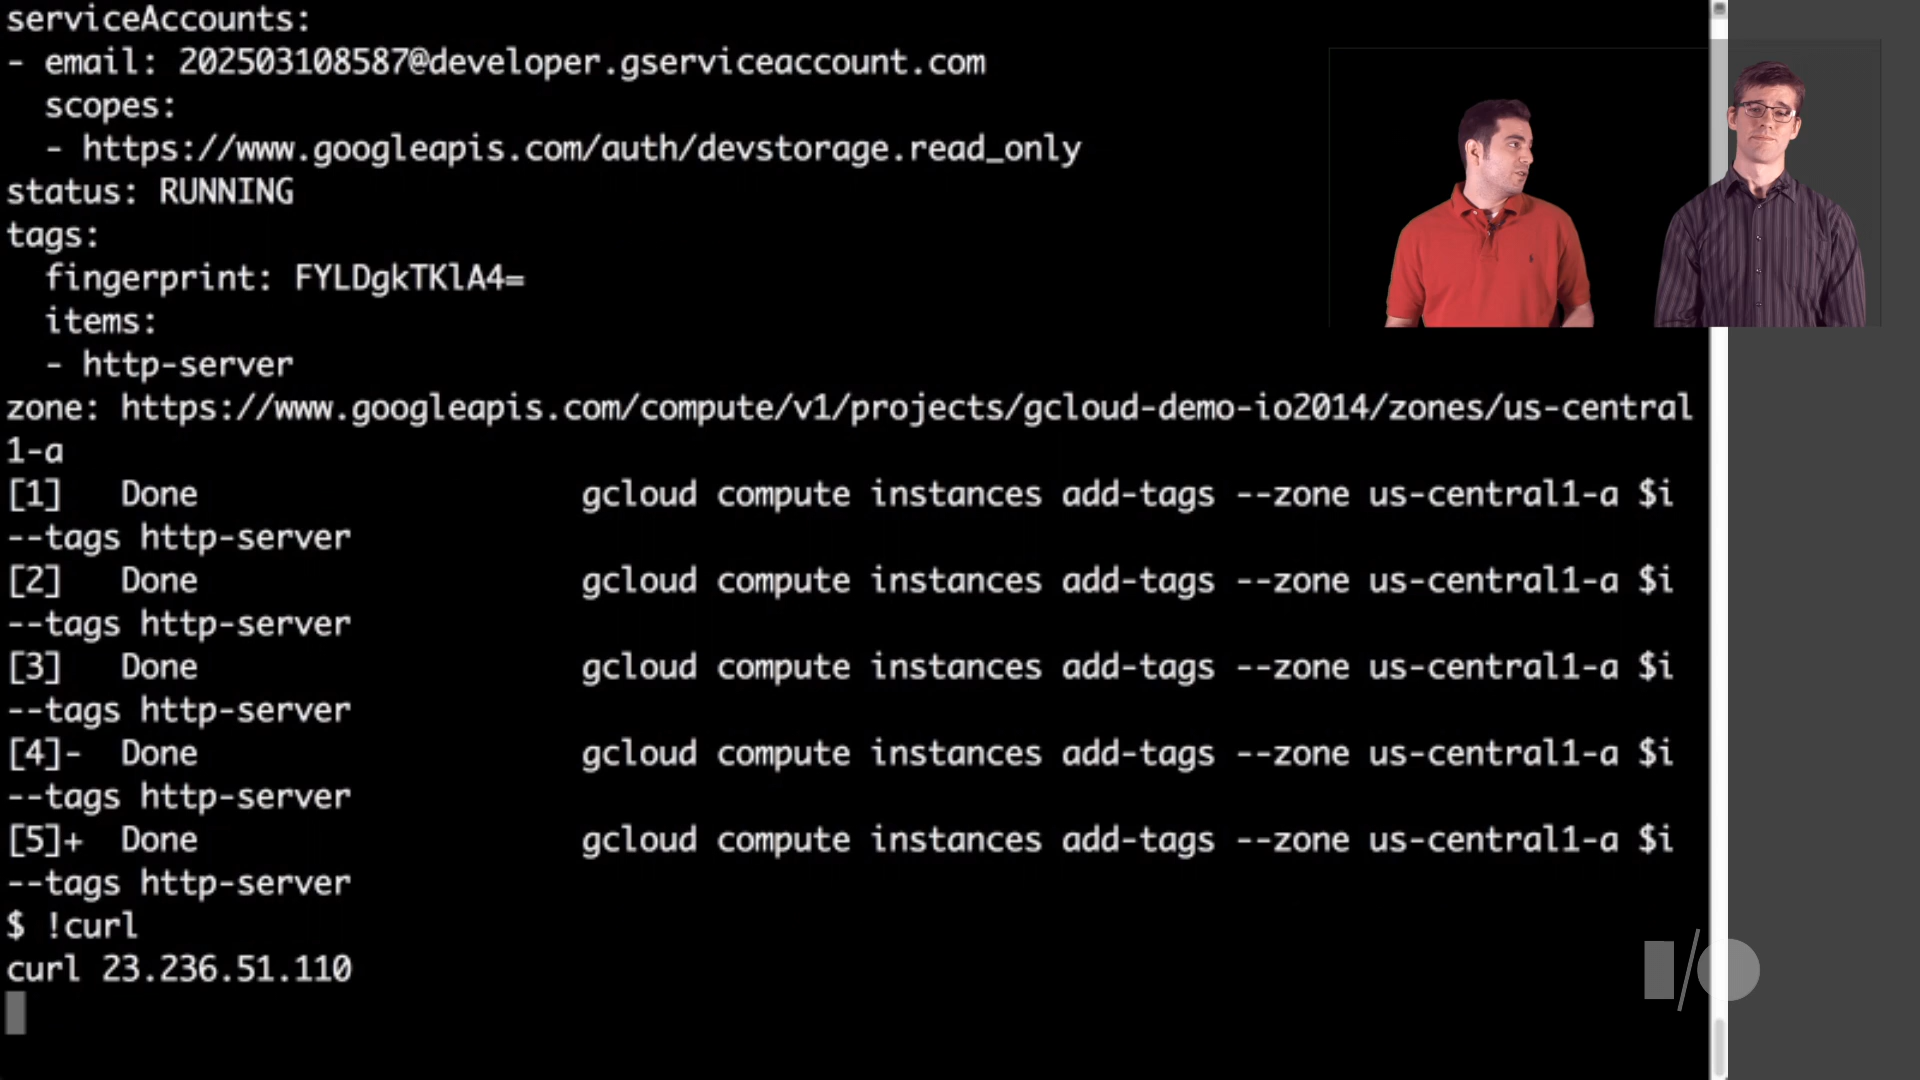 serviceAccounts:
- email: 202503108587@developer.gserviceaccount.com
  scopes:
  - https://www.googleapis.com/auth/devstorage.read_only
status: RUNNING
tags:
  fingerprint: FYLDgkTKlA4=
  items:
  - http-server
zone: https://www.googleapis.com/compute/v1/projects/gcloud-demo-io2014/zones/us-central
1-a
[1]   Done                    gcloud compute instances add-tags --zone us-central1-a $i
--tags http-server
[2]   Done                    gcloud compute instances add-tags --zone us-central1-a $i
--tags http-server
[3]   Done                    gcloud compute instances add-tags --zone us-central1-a $i
--tags http-server
[4]-  Done                    gcloud compute instances add-tags --zone us-central1-a $i
--tags http-server
[5]+  Done                    gcloud compute instances add-tags --zone us-central1-a $i
--tags http-server
$ !curl
curl 23.236.51.110
I/O